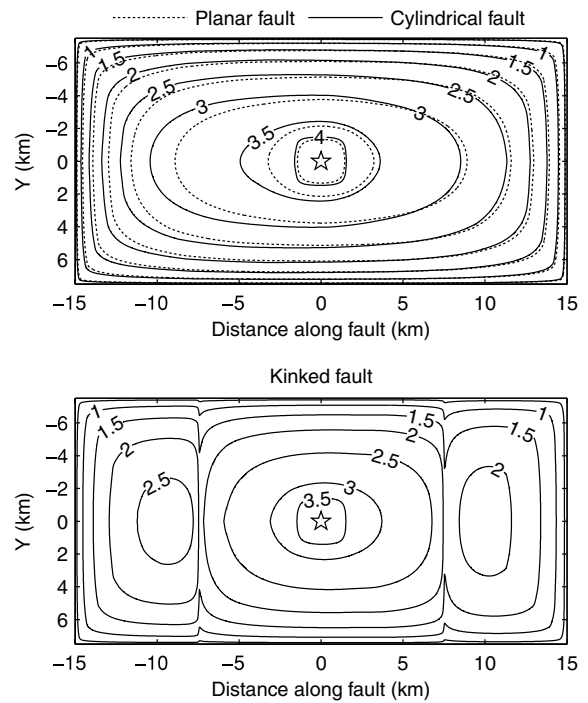 Planar fault Cylindrical fault
1 1
1.5 1.5
2 2
2.5 2.5
3 3
3.5 4
−6
−4
−2
0
2
4
6
Y (km)
−15 −10 −5 0 5 10 15
Distance along fault (km)
Kinked fault
1 1
1.5 1.5 1.5
2 2
2.5 2.5 2
3.5 3
−6
−4
−2
0
2
4
6
Y (km)
−15 −10 −5 0 5 10 15
Distance along fault (km)